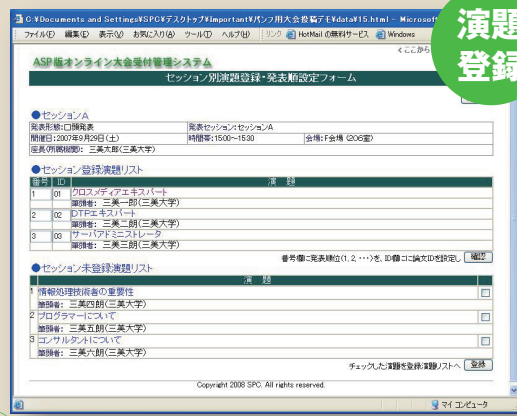 C:¥Documents and Settings¥SPC¥デスクトップ¥Important¥パンフ用大会投稿デモ¥data¥15.html - Microsof
ファイル(F) 編集(E) 表示(V) お気に入り(A) ツール(T) ヘルプ(H) リンク HotMail の無料サービス Windows
演題
登録
<ここから
ASP版オンライン大会受付管理システム
セッション別演題登録・発表順設定フォーム
●セッションA
発表形態:口頭発表 発表セッション:セッションA
開催日:2007年9月29日(土) 時間帯:1500～1530 会場:F会場 (206室)
座長(所属機関): 三美太郎(三美大学)
●セッション登録演題リスト
番号 ID 演 題
1 01 クロスメディアエキスパート
筆頭者: 三美一郎(三美大学)
2 02 DTPエキスパート
筆頭者: 三美二朗(三美大学)
3 03 サーバアドミニストレータ
筆頭者: 三美三朗(三美大学)
番号欄に発表順位(1, 2, ･･･)を、ID欄に論文IDを設定し 確認
●セッション未登録演題リスト
演 題
1 情報処理技術者の重要性
筆頭者: 三美四朗(三美大学)
2 プログラマーについて
筆頭者: 三美五朗(三美大学)
3 コンサルタントについて
筆頭者: 三美六朗(三美大学)
チェックした演題を登録演題リストへ 登録
Copyright 2008 SPC. All rights reserved.
マイ コンピュータ